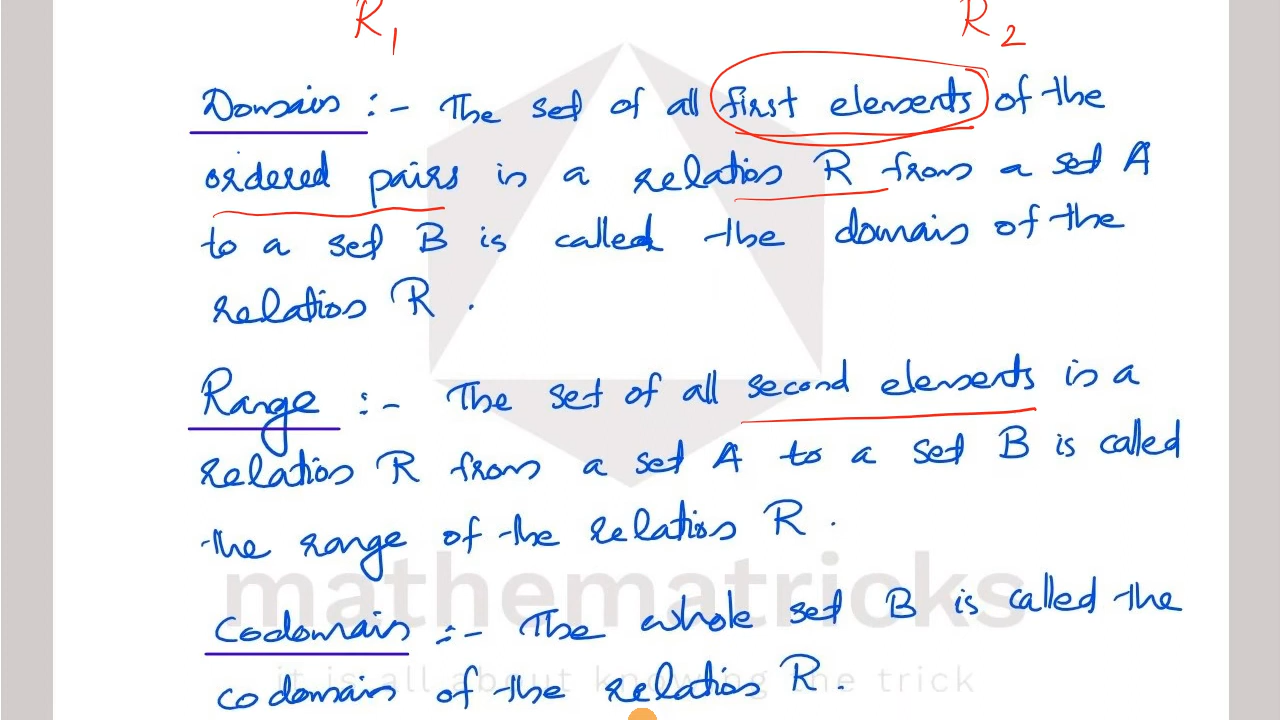 R1 R2
Domain :- The set of all first elements of the
ordered pairs in a relation R from a set A
to a set B is called the domain of the
relation R.
Range :- The set of all second elements in a
relation R from a set A to a set B is called
the range of the relation R.
mathematricks
Codomain :- The whole set B is called the
it is all about knowing the trick
codomain of the relation R.